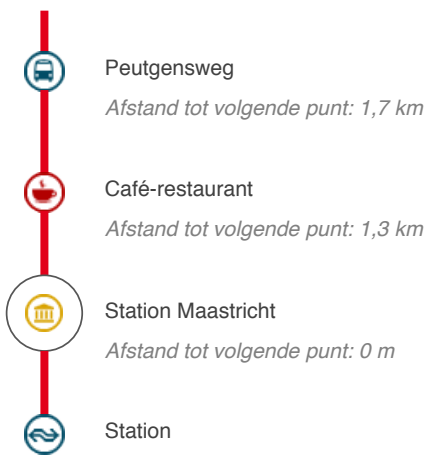 Peutgensweg
Afstand tot volgende punt: 1,7 km
Café-restaurant
Afstand tot volgende punt: 1,3 km
Station Maastricht
Afstand tot volgende punt: 0 m
Station